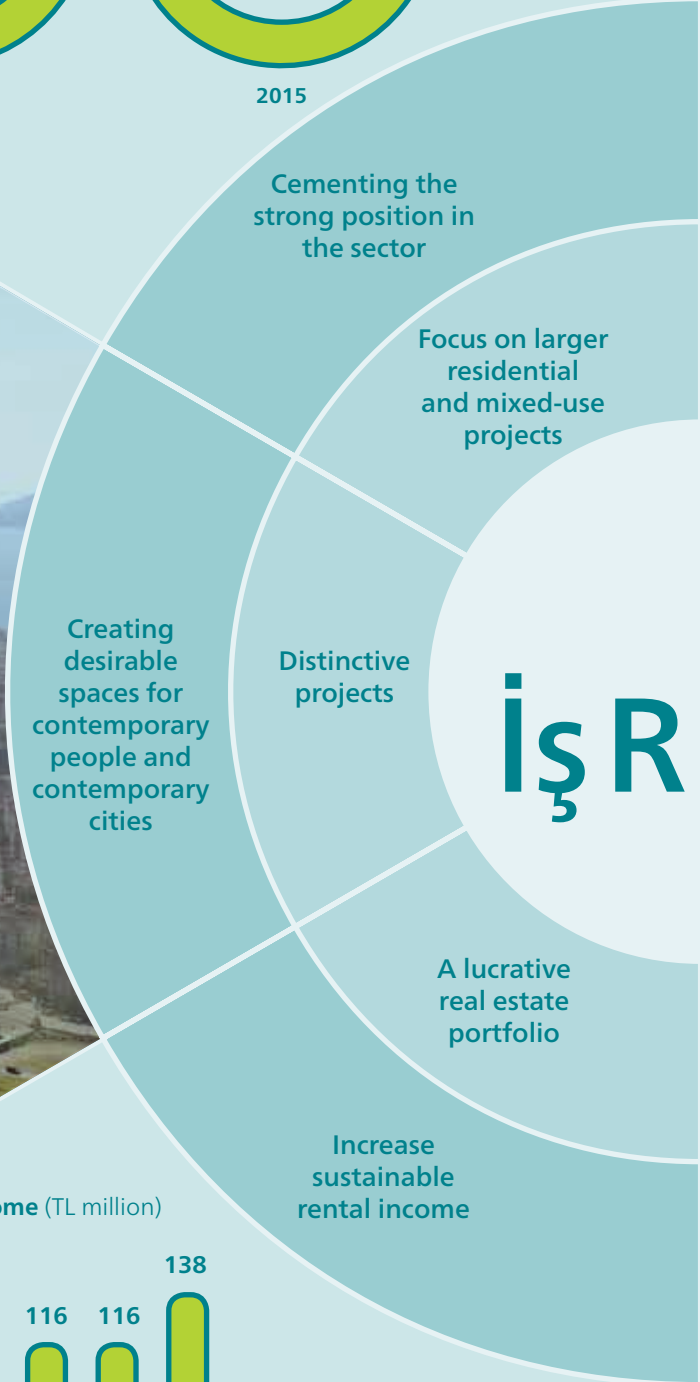 2015
Cementing the
strong position in
the sector
Focus on larger
residential
and mixed-use
projects
Creating
desirable
spaces for
contemporary
people and
contemporary
cities
Distinctive
projects
İş R
A lucrative
real estate
portfolio
Increase
sustainable
rental income
(TL million)
138
116 116